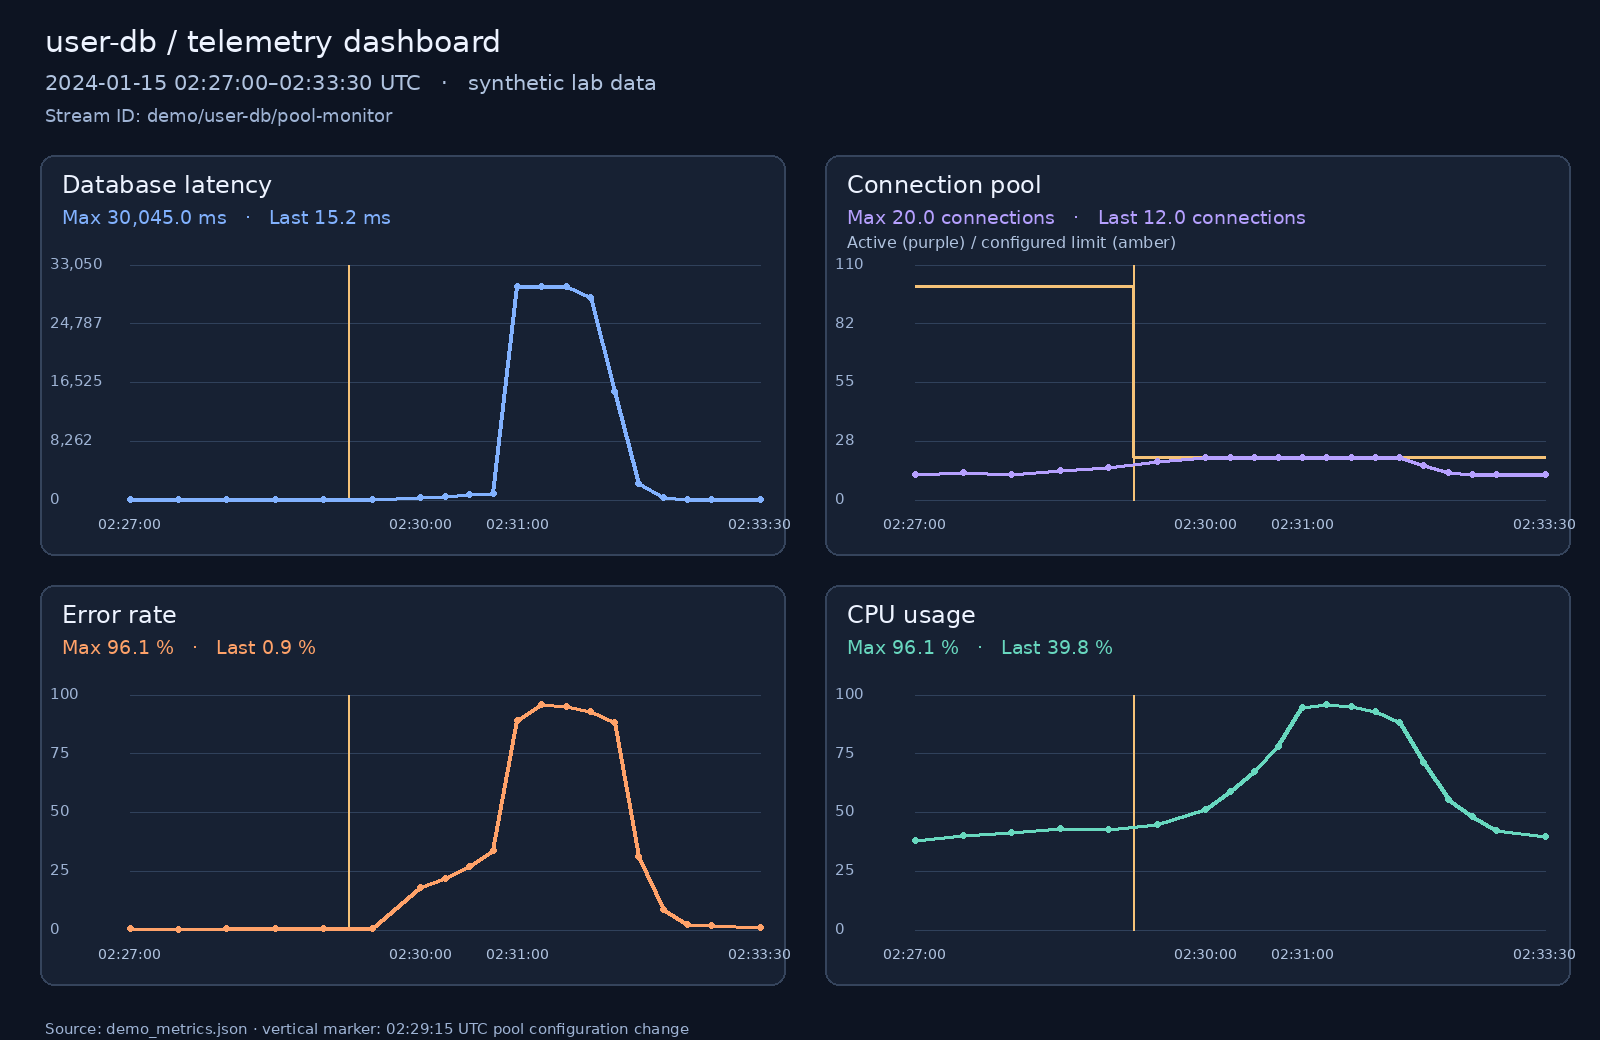 user-db / telemetry dashboard
2024-01-15 02:27:00–02:33:30 UTC · synthetic lab data
Stream ID: demo/user-db/pool-monitor
Database latency
Max 30,045.0 ms · Last 15.2 ms
33,050
24,787
16,525
8,262
0
02:27:00 02:30:00 02:31:00 02:33:30
Connection pool
Max 20.0 connections · Last 12.0 connections
Active (purple) / configured limit (amber)
110
82
55
28
0
02:27:00 02:30:00 02:31:00 02:33:30
Error rate
Max 96.1 % · Last 0.9 %
100
75
50
25
0
02:27:00 02:30:00 02:31:00 02:33:30
CPU usage
Max 96.1 % · Last 39.8 %
100
75
50
25
0
02:27:00 02:30:00 02:31:00 02:33:30
Source: demo_metrics.json · vertical marker: 02:29:15 UTC pool configuration change